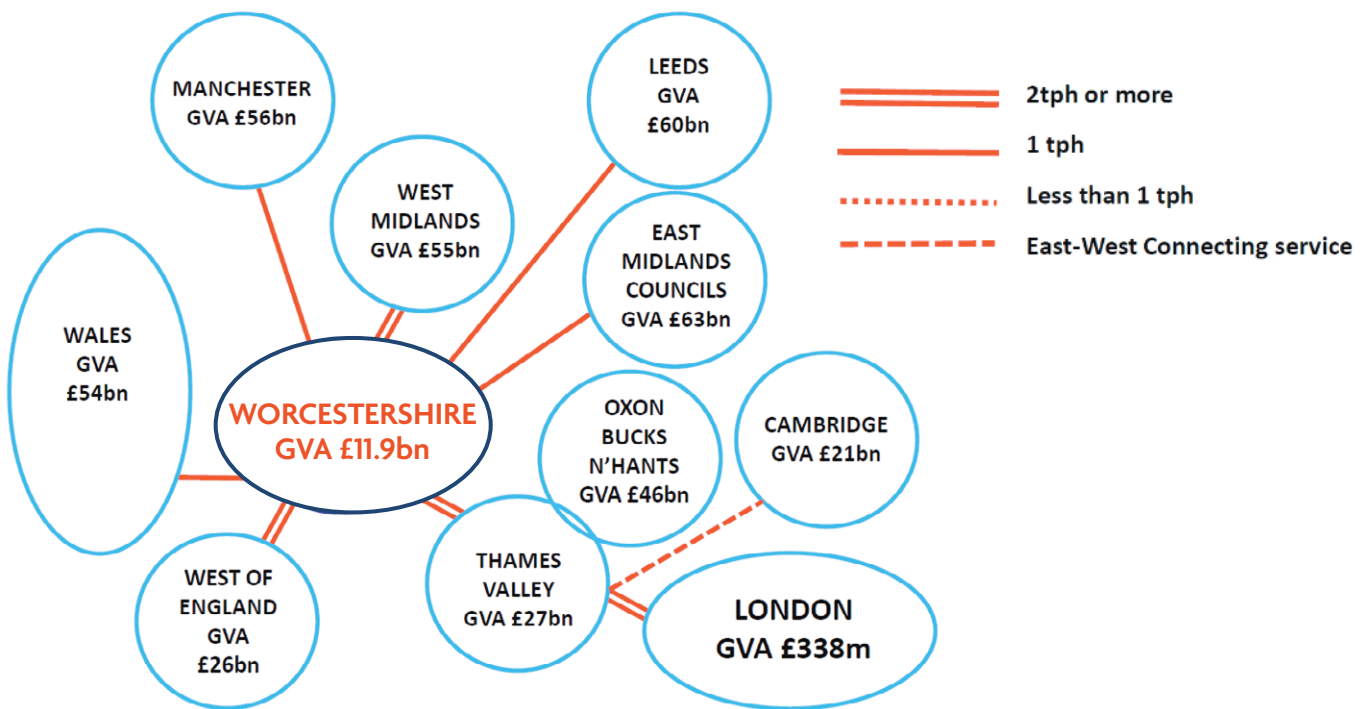 MANCHESTER
GVA £56bn
LEEDS
GVA
£60bn
2tph or more
1 tph
Less than 1 tph
East-West Connecting service
WEST
MIDLANDS
GVA £55bn
EAST
MIDLANDS
COUNCILS
GVA £63bn
WALES
GVA
£54bn
WORCESTERSHIRE
GVA £11.9bn
OXON
BUCKS
N'HANTS
GVA £46bn
CAMBRIDGE
GVA £21bn
WEST OF
ENGLAND
GVA
£26bn
THAMES
VALLEY
GVA £27bn
LONDON
GVA £338m